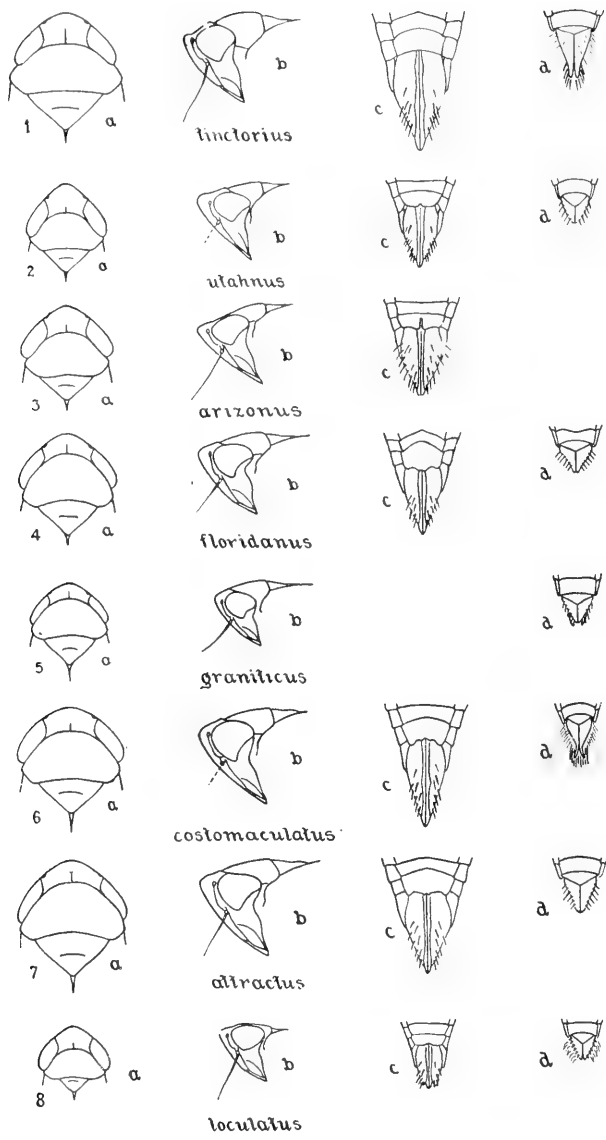 1 a b c d
tinctorius
2 a b c d
utahnus
3 a b c
arizonus
4 a b c d
floridanus
5 a b d
graniticus
6 a b c d
costomaculatus
7 a b c d
attractus
8 a b c d
loculatus